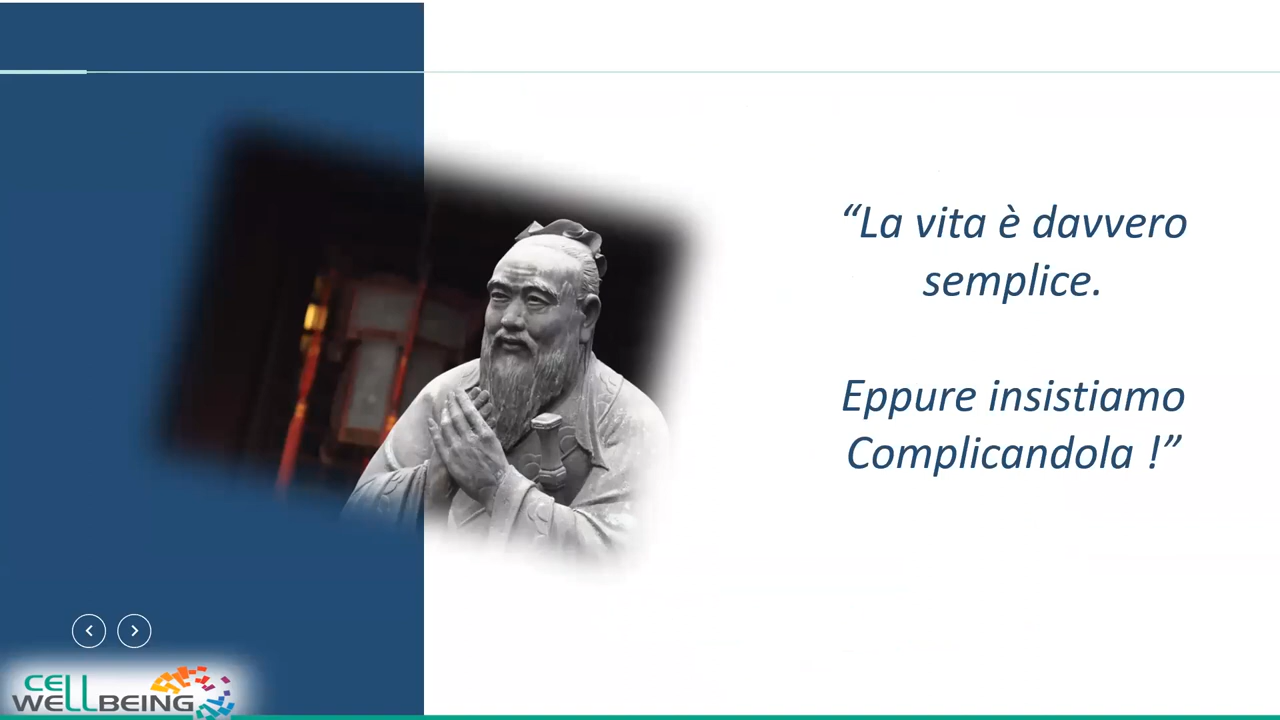 “La vita è davvero
semplice.
Eppure insistiamo
Complicandola !”
CELL
WELLBEING